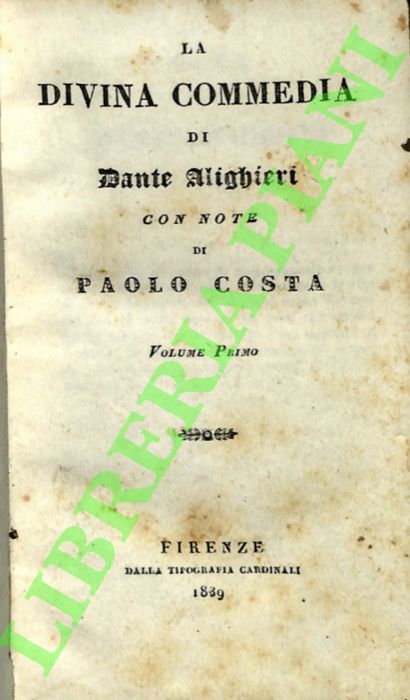 LA
DIVINA COMMEDIA
DI
Dante Alighieri
CON NOTE
DI
PAOLO COSTA
VOLUME PRIMO
FIRENZE
DALLA TIPOGRAFIA CARDINALI
1839
LIBRERIA PIANI